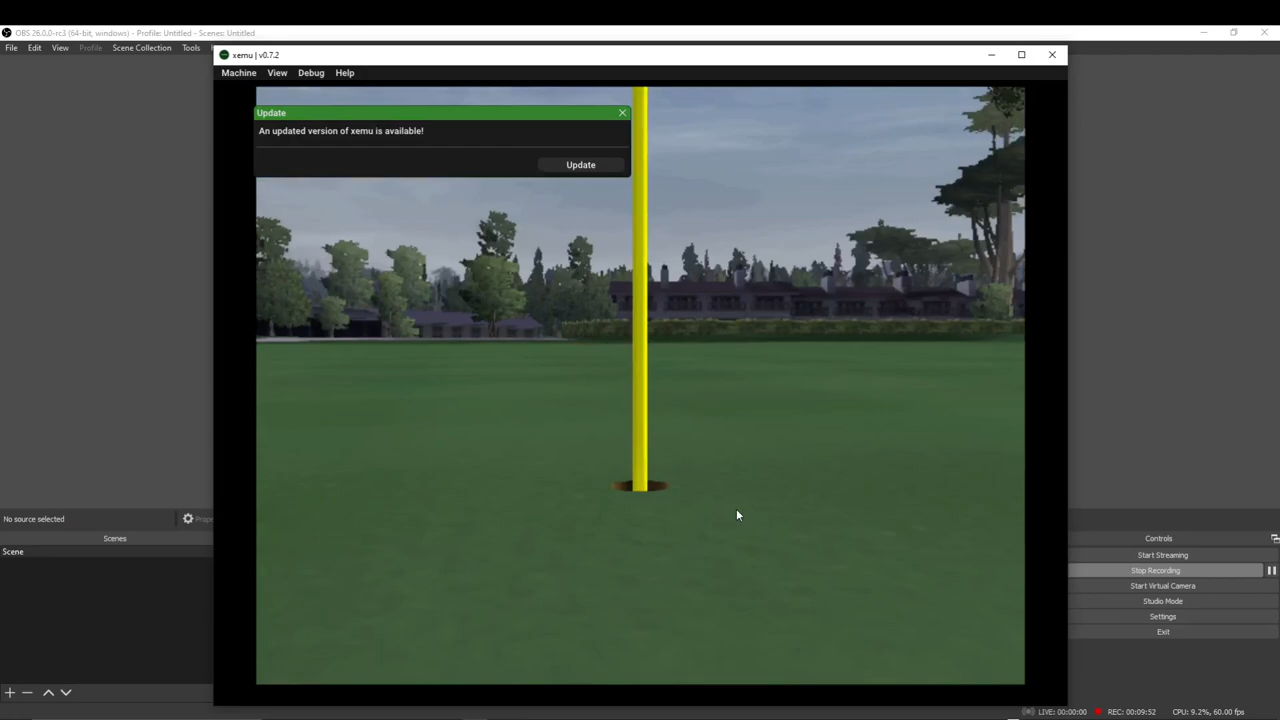 OBS 26.0.0-rc3 (64-bit, windows) - Profile: Untitled - Scenes: Untitled
File Edit View Profile Scene Collection Tools
xemu | v0.7.2
Machine View Debug Help
Update
An updated version of xemu is available!
Update
No source selected
Scenes
Scene
Controls
Start Streaming
Stop Recording
Start Virtual Camera
Studio Mode
Settings
Exit
LIVE: 00:00:00 REC: 00:09:52 CPU: 9.2%, 60.00 fps